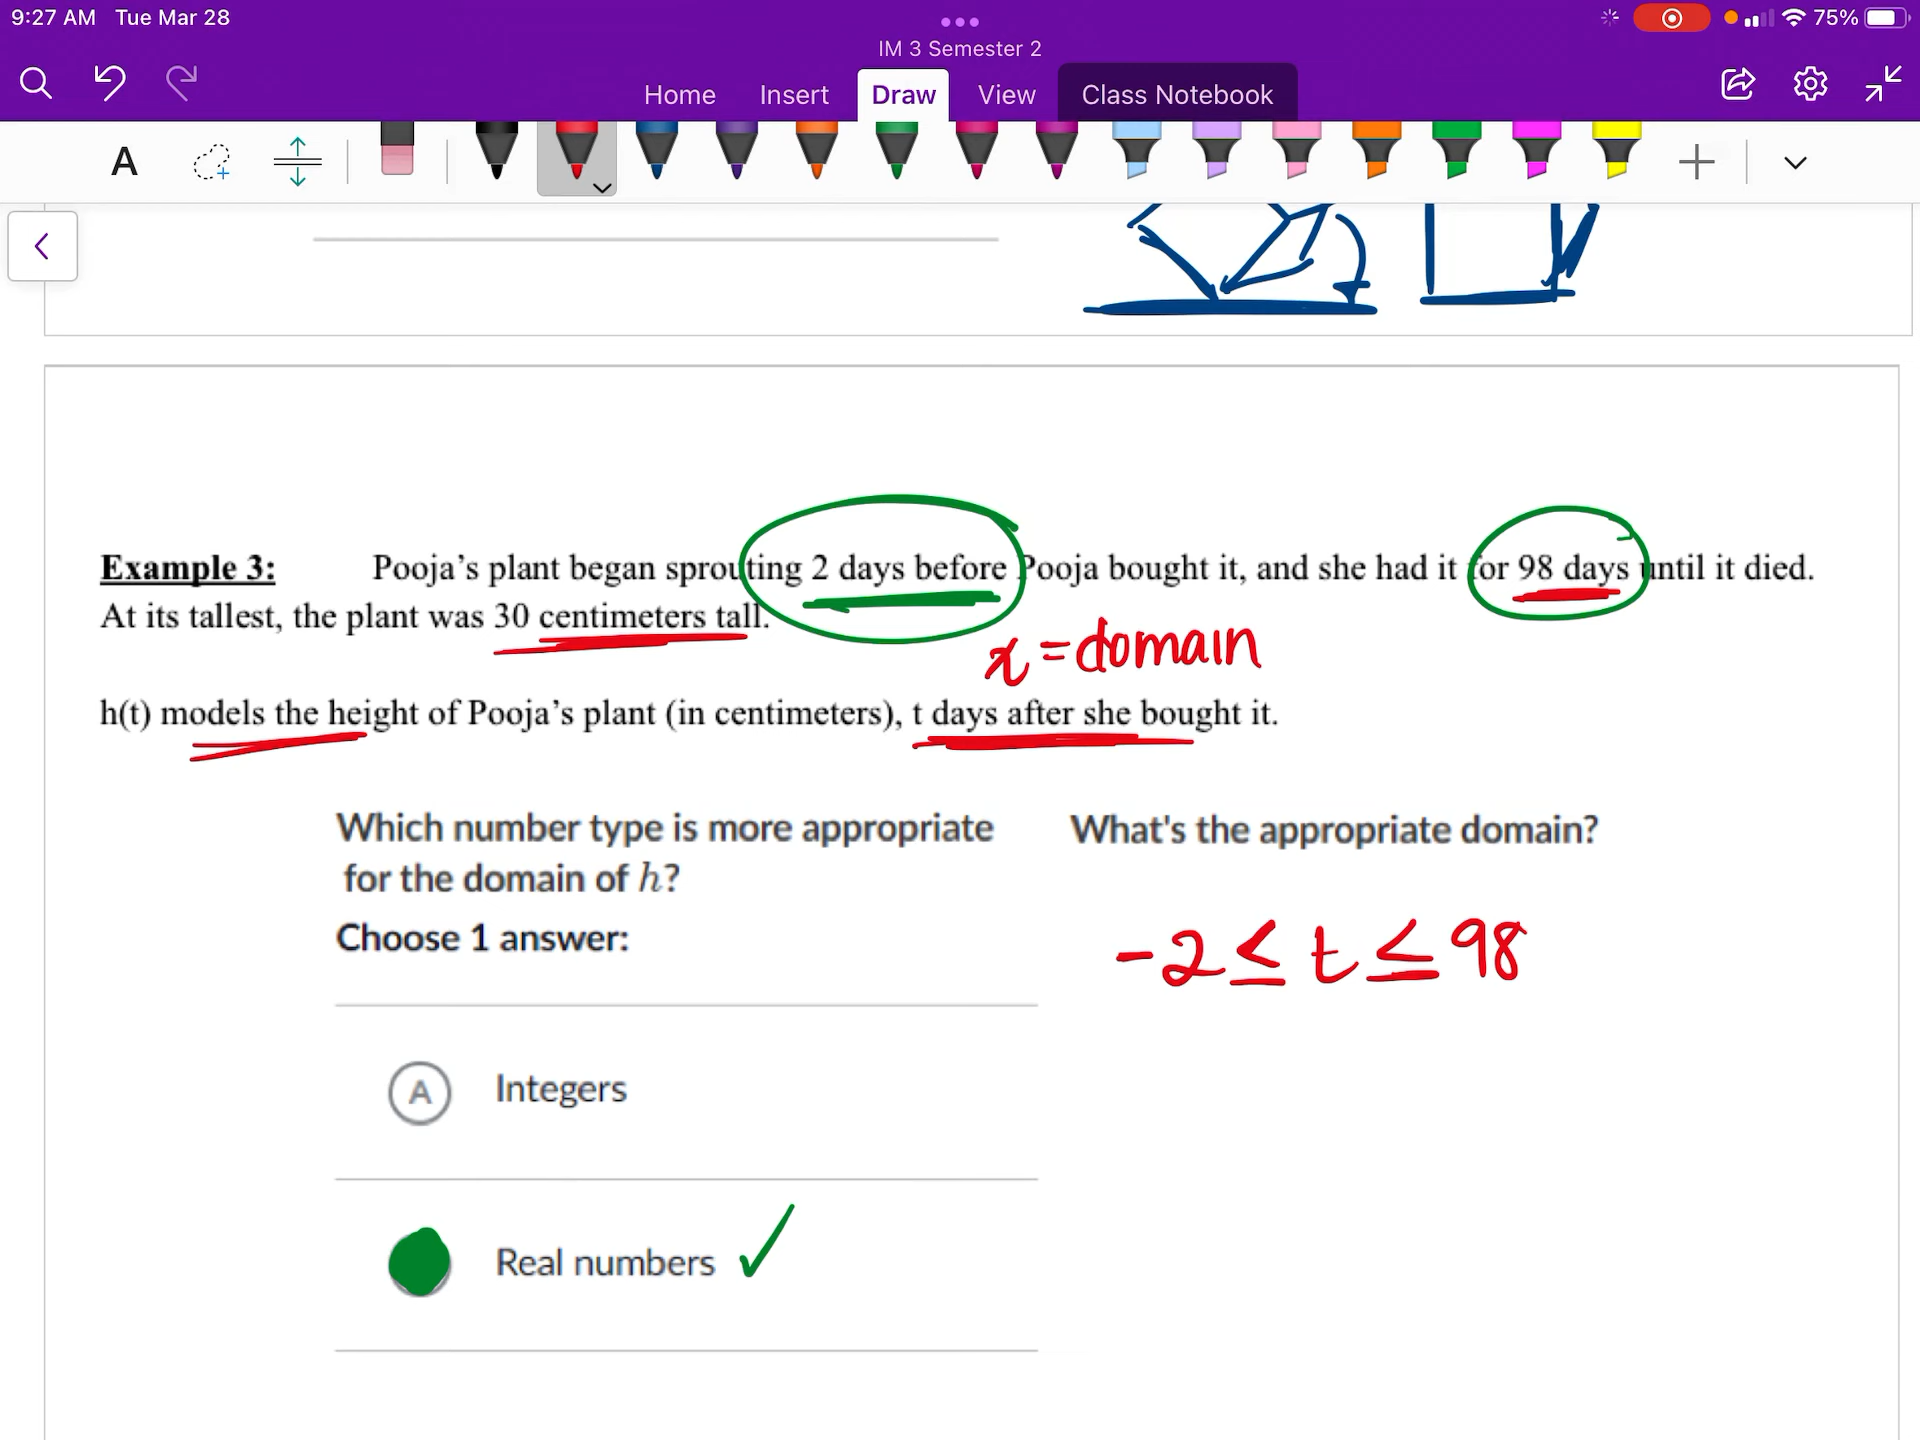 9:27 AM Tue Mar 28
75%
IM 3 Semester 2
Home Insert Draw View Class Notebook
A
Example 3: Pooja's plant began sprouting 2 days before Pooja bought it, and she had it for 98 days until it died.
At its tallest, the plant was 30 centimeters tall.
x = domain
h(t) models the height of Pooja's plant (in centimeters), t days after she bought it.
Which number type is more appropriate
for the domain of h?
Choose 1 answer:
What's the appropriate domain?
-2 ≤ t ≤ 98
A Integers
Real numbers